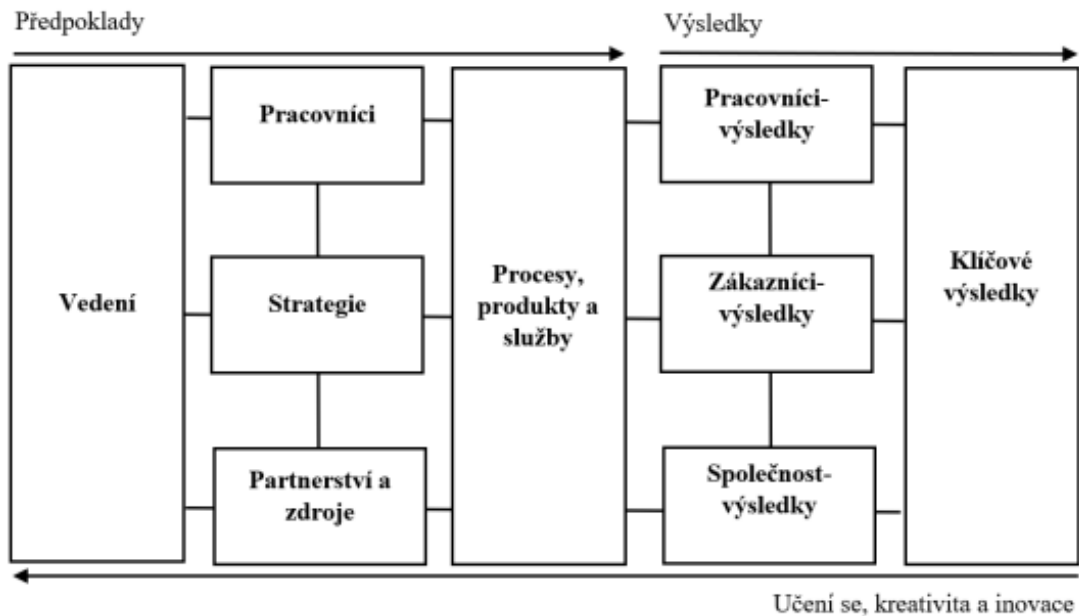 Předpoklady
Výsledky
Vedení
Pracovníci
Strategie
Partnerství a
zdroje
Procesy,
produkty a
služby
Pracovníci-
výsledky
Zákazníci-
výsledky
Společnost-
výsledky
Klíčové
výsledky
Učení se, kreativita a inovace